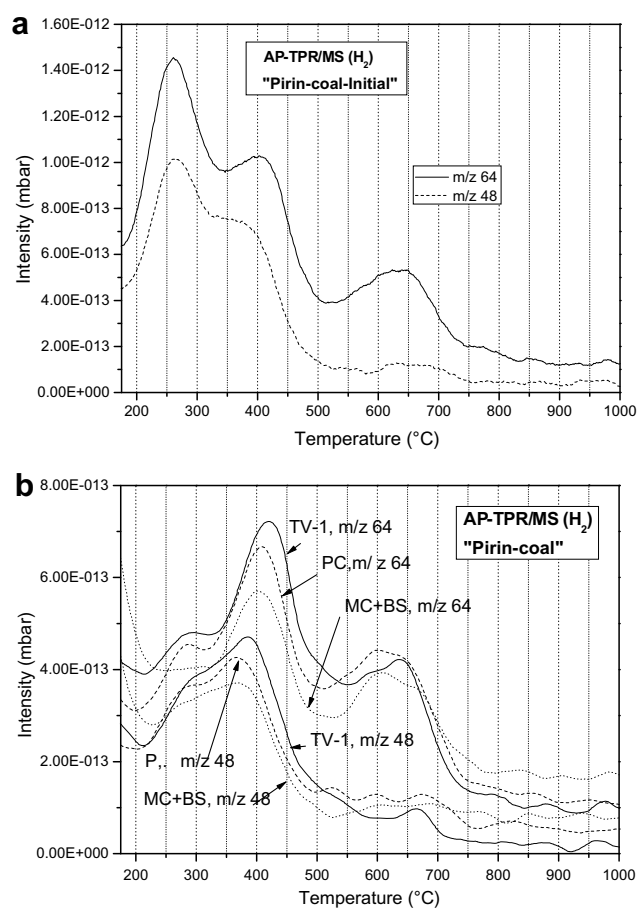 a
1.60E-012
1.40E-012
1.20E-012
1.00E-012
8.00E-013
6.00E-013
4.00E-013
2.00E-013
0.00E+000
Intensity (mbar)
AP-TPR/MS (H₂)
"Pirin-coal-Initial"
m/z 64
m/z 48
200 300 400 500 600 700 800 900 1000
Temperature (°C)
b
8.00E-013
6.00E-013
4.00E-013
2.00E-013
0.00E+000
Intensity (mbar)
AP-TPR/MS (H₂)
"Pirin-coal"
TV-1, m/z 64
PC,m/ z 64
MC+BS, m/z 64
P,. m/z 48
TV-1, m/z 48
MC+BS, m/z 48
200 300 400 500 600 700 800 900 1000
Temperature (°C)